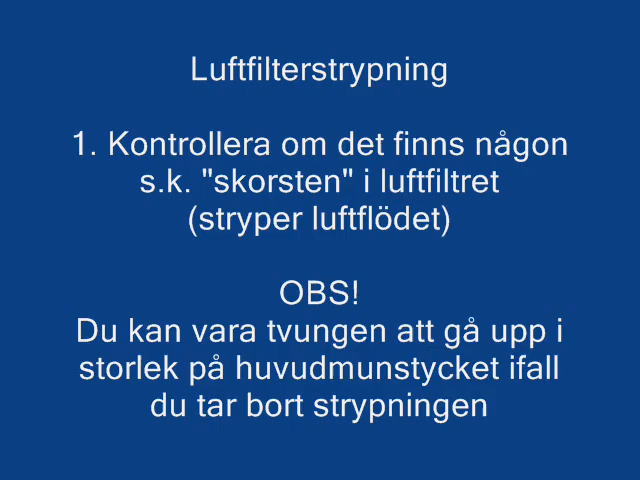 Luftfilterstrypning
1. Kontrollera om det finns någon
s.k. "skorsten" i luftfiltret
(stryper luftflödet)
OBS!
Du kan vara tvungen att gå upp i
storlek på huvudmunstycket ifall
du tar bort strypningen